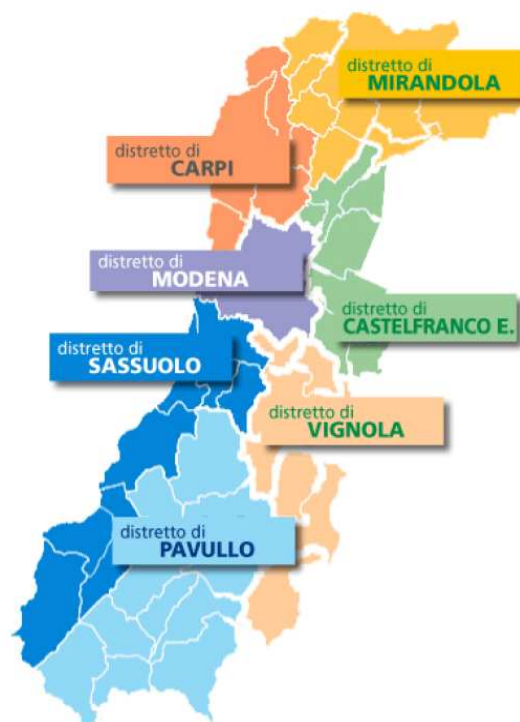 distretto di
MIRANDOLA
distretto di
CARPI
distretto di
MODENA
distretto di
CASTELFRANCO E.
distretto di
SASSUOLO
distretto di
VIGNOLA
distretto di
PAVULLO